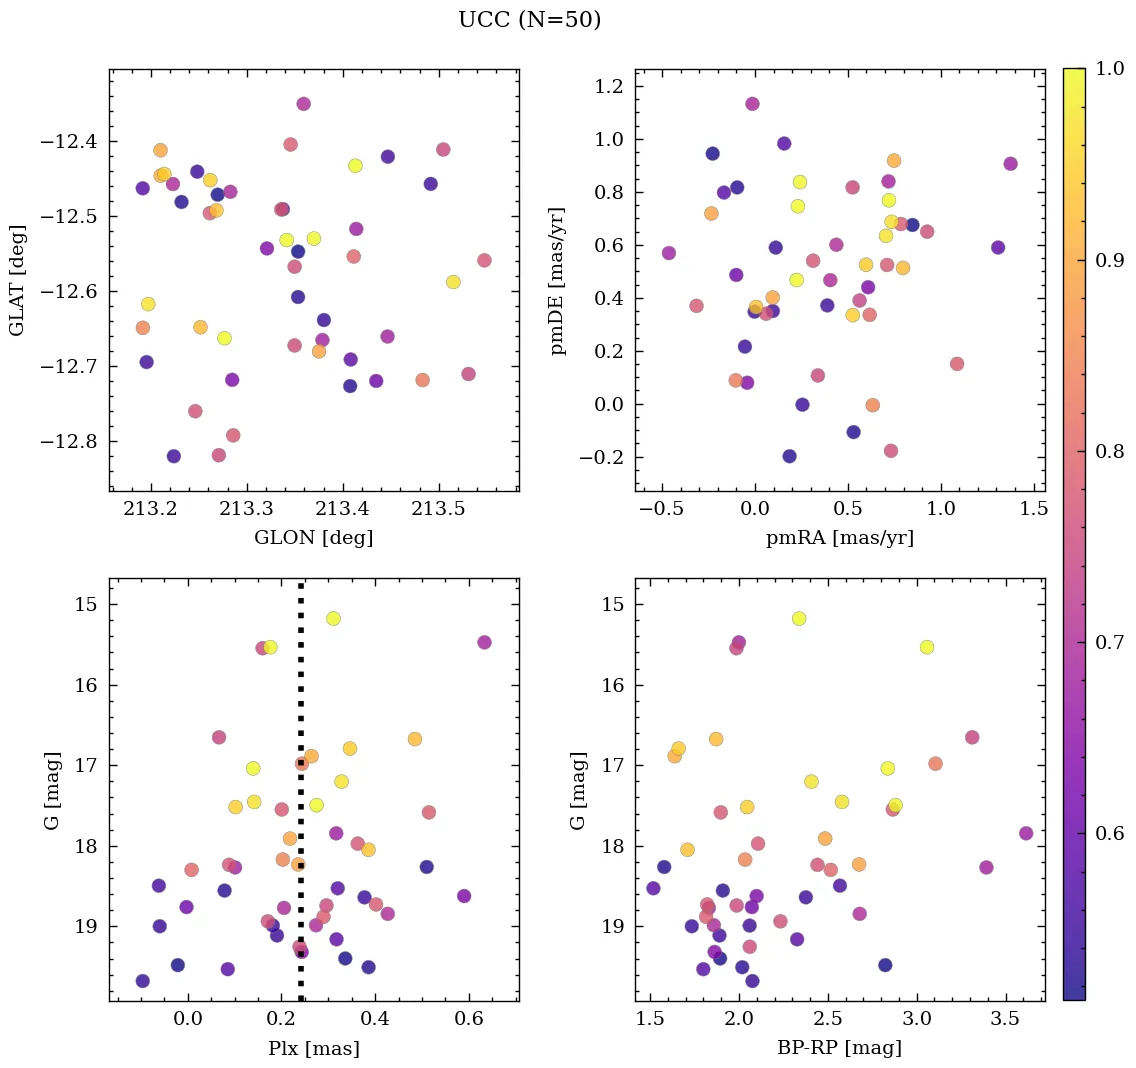 UCC (N=50)
−12.4
−12.5
−12.6
−12.7
−12.8
GLAT [deg]
213.2 213.3 213.4 213.5
GLON [deg]
1.2
1.0
0.8
0.6
0.4
0.2
0.0
−0.2
pmDE [mas/yr]
−0.5 0.0 0.5 1.0 1.5
pmRA [mas/yr]
15
16
17
18
19
G [mag]
0.0 0.2 0.4 0.6
Plx [mas]
15
16
17
18
19
G [mag]
1.5 2.0 2.5 3.0 3.5
BP-RP [mag]
1.0
0.9
0.8
0.7
0.6